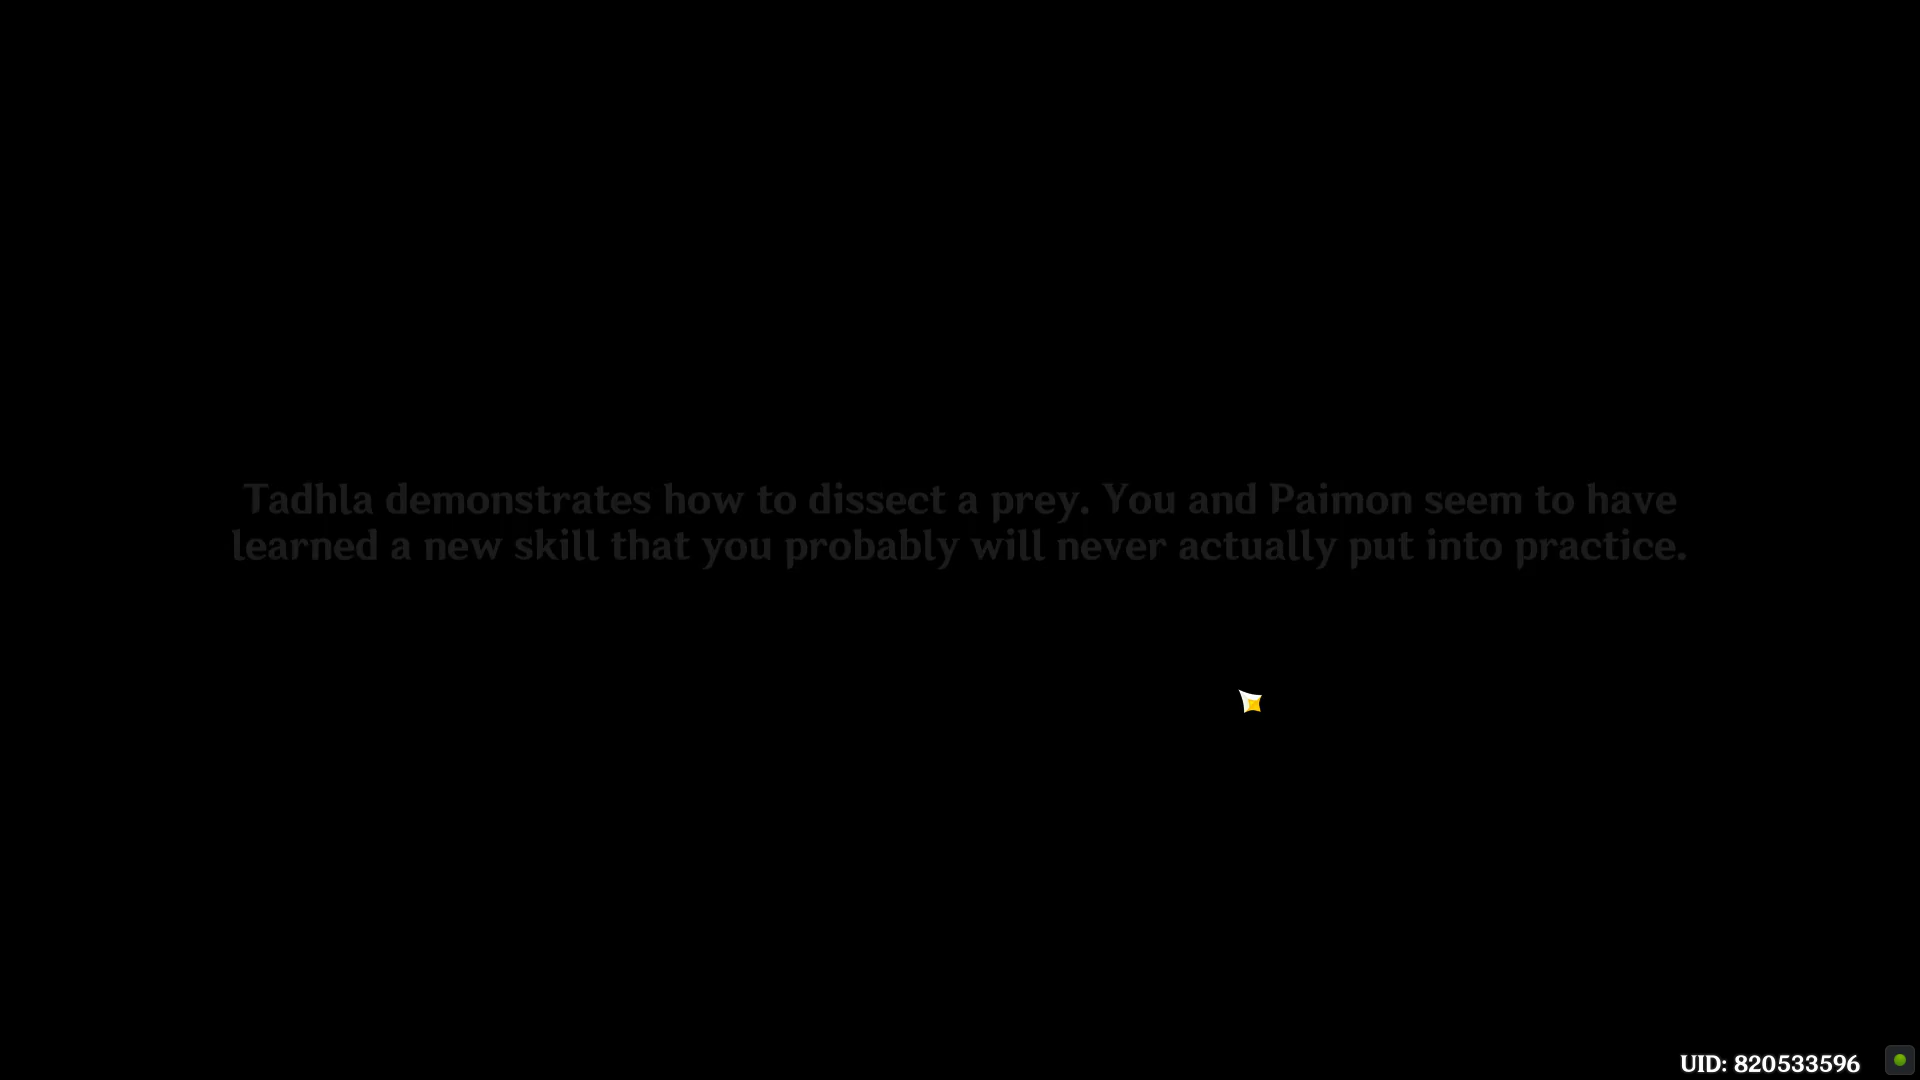 Tadhla demonstrates how to dissect a prey. You and Paimon seem to have
learned a new skill that you probably will never actually put into practice.
UID: 820533596